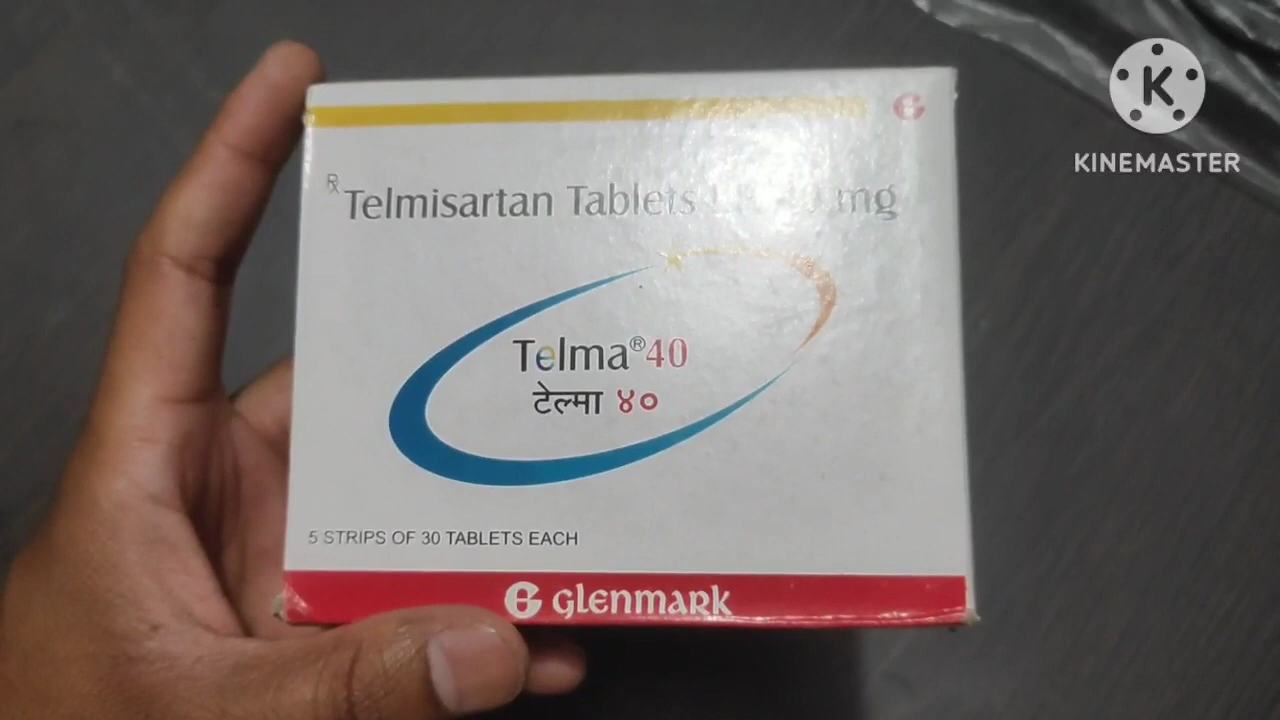 K
KINEMASTER
℞ Telmisartan Tablets mg
Telma®40
टेल्मा ४०
5 STRIPS OF 30 TABLETS EACH
G glenmark